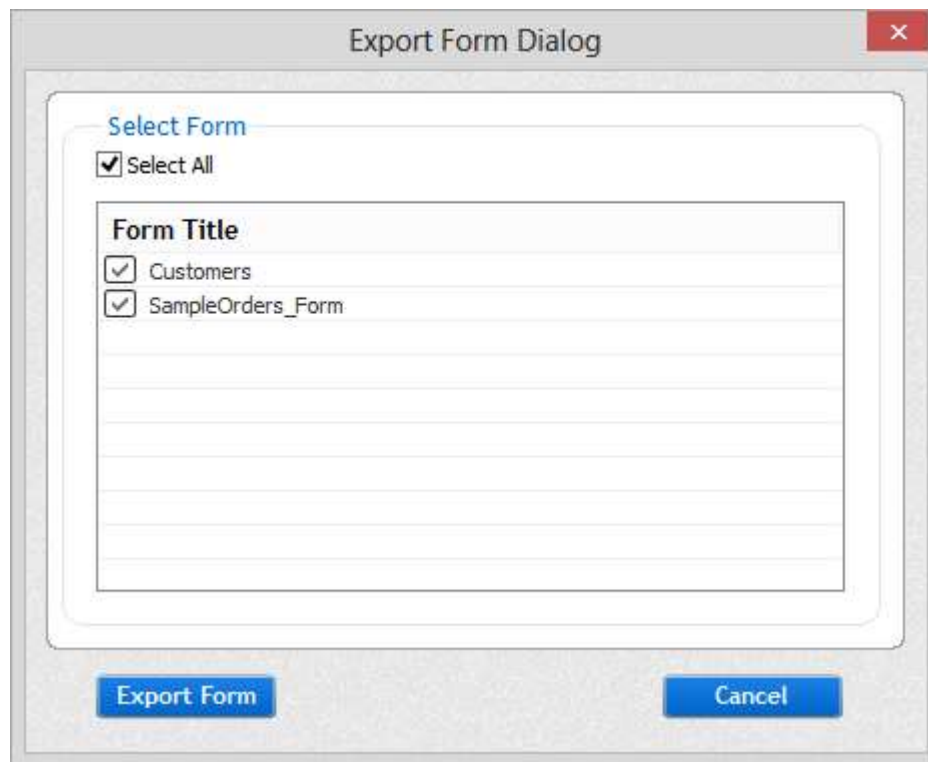 Export Form Dialog
Select Form
Select All
Form Title
Customers
SampleOrders_Form
Export Form
Cancel